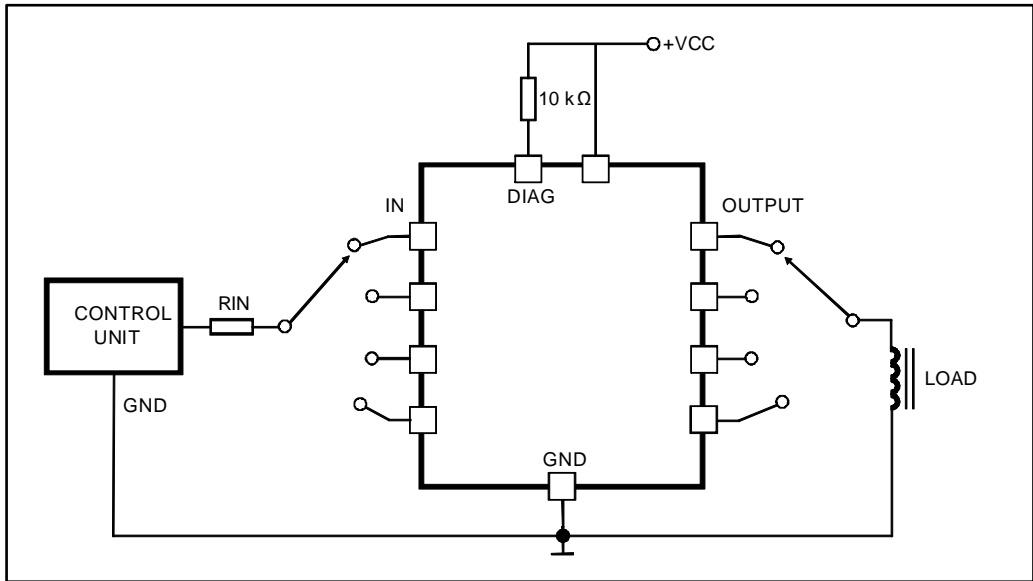 +VCC
10 kΩ
DIAG
IN
OUTPUT
CONTROL
UNIT
RIN
LOAD
GND
GND